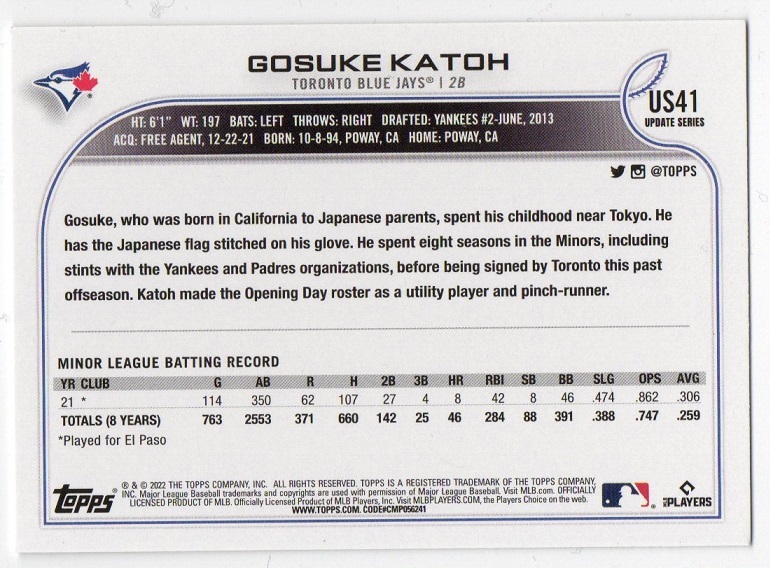 GOSUKE KATOH
TORONTO BLUE JAYS® | 2B
US41
UPDATE SERIES
HT: 6'1" WT: 197 BATS: LEFT THROWS: RIGHT DRAFTED: YANKEES #2-JUNE, 2013
ACQ: FREE AGENT, 12-22-21 BORN: 10-8-94, POWAY, CA HOME: POWAY, CA
@TOPPS
Gosuke, who was born in California to Japanese parents, spent his childhood near Tokyo. He
has the Japanese flag stitched on his glove. He spent eight seasons in the Minors, including
stints with the Yankees and Padres organizations, before being signed by Toronto this past
offseason. Katoh made the Opening Day roster as a utility player and pinch-runner.
MINOR LEAGUE BATTING RECORD
YR CLUB G AB R H 2B 3B HR RBI SB BB SLG OPS AVG
21 * 114 350 62 107 27 4 8 42 8 46 .474 .862 .306
TOTALS (8 YEARS) 763 2553 371 660 142 25 46 284 88 391 .388 .747 .259
*Played for El Paso
Topps®
® & © 2022 THE TOPPS COMPANY, INC. ALL RIGHTS RESERVED. TOPPS IS A REGISTERED TRADEMARK OF THE TOPPS COMPANY,
INC. Major League Baseball trademarks and copyrights are used with permission of Major League Baseball. Visit MLB.com. OFFICIALLY
LICENSED PRODUCT OF MLB. Officially Licensed Product of MLB Players, Inc. Visit MLBPLAYERS.COM, the Players Choice on the web.
WWW.TOPPS.COM. CODE#CMP056241
MLB PLAYERS